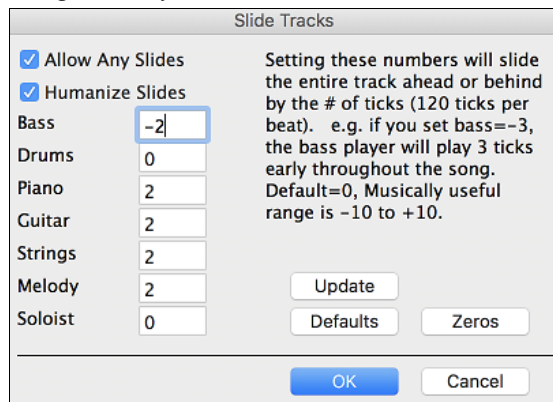 Slide Tracks
Allow Any Slides
Humanize Slides
Bass -2
Drums 0
Piano 2
Guitar 2
Strings 2
Melody 2
Soloist 0
Setting these numbers will slide
the entire track ahead or behind
by the # of ticks (120 ticks per
beat). e.g. if you set bass=-3,
the bass player will play 3 ticks
early throughout the song.
Default=0, Musically useful
range is -10 to +10.
Update
Defaults Zeros
OK Cancel